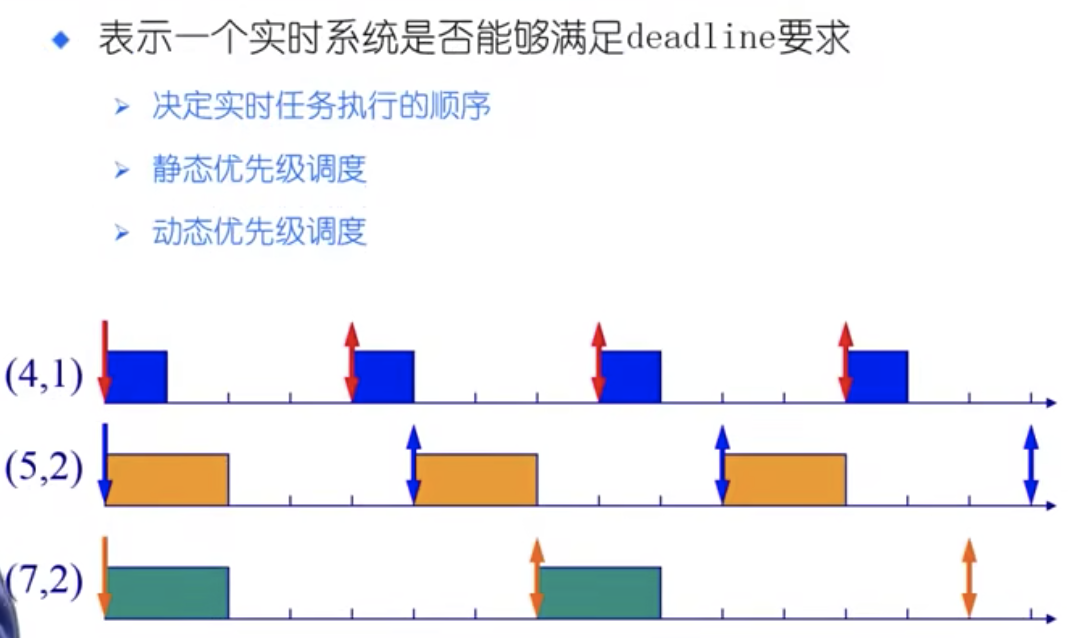 表示一个实时系统是否能够满足deadline要求
决定实时任务执行的顺序
静态优先级调度
动态优先级调度
(4,1)
(5,2)
(7,2)